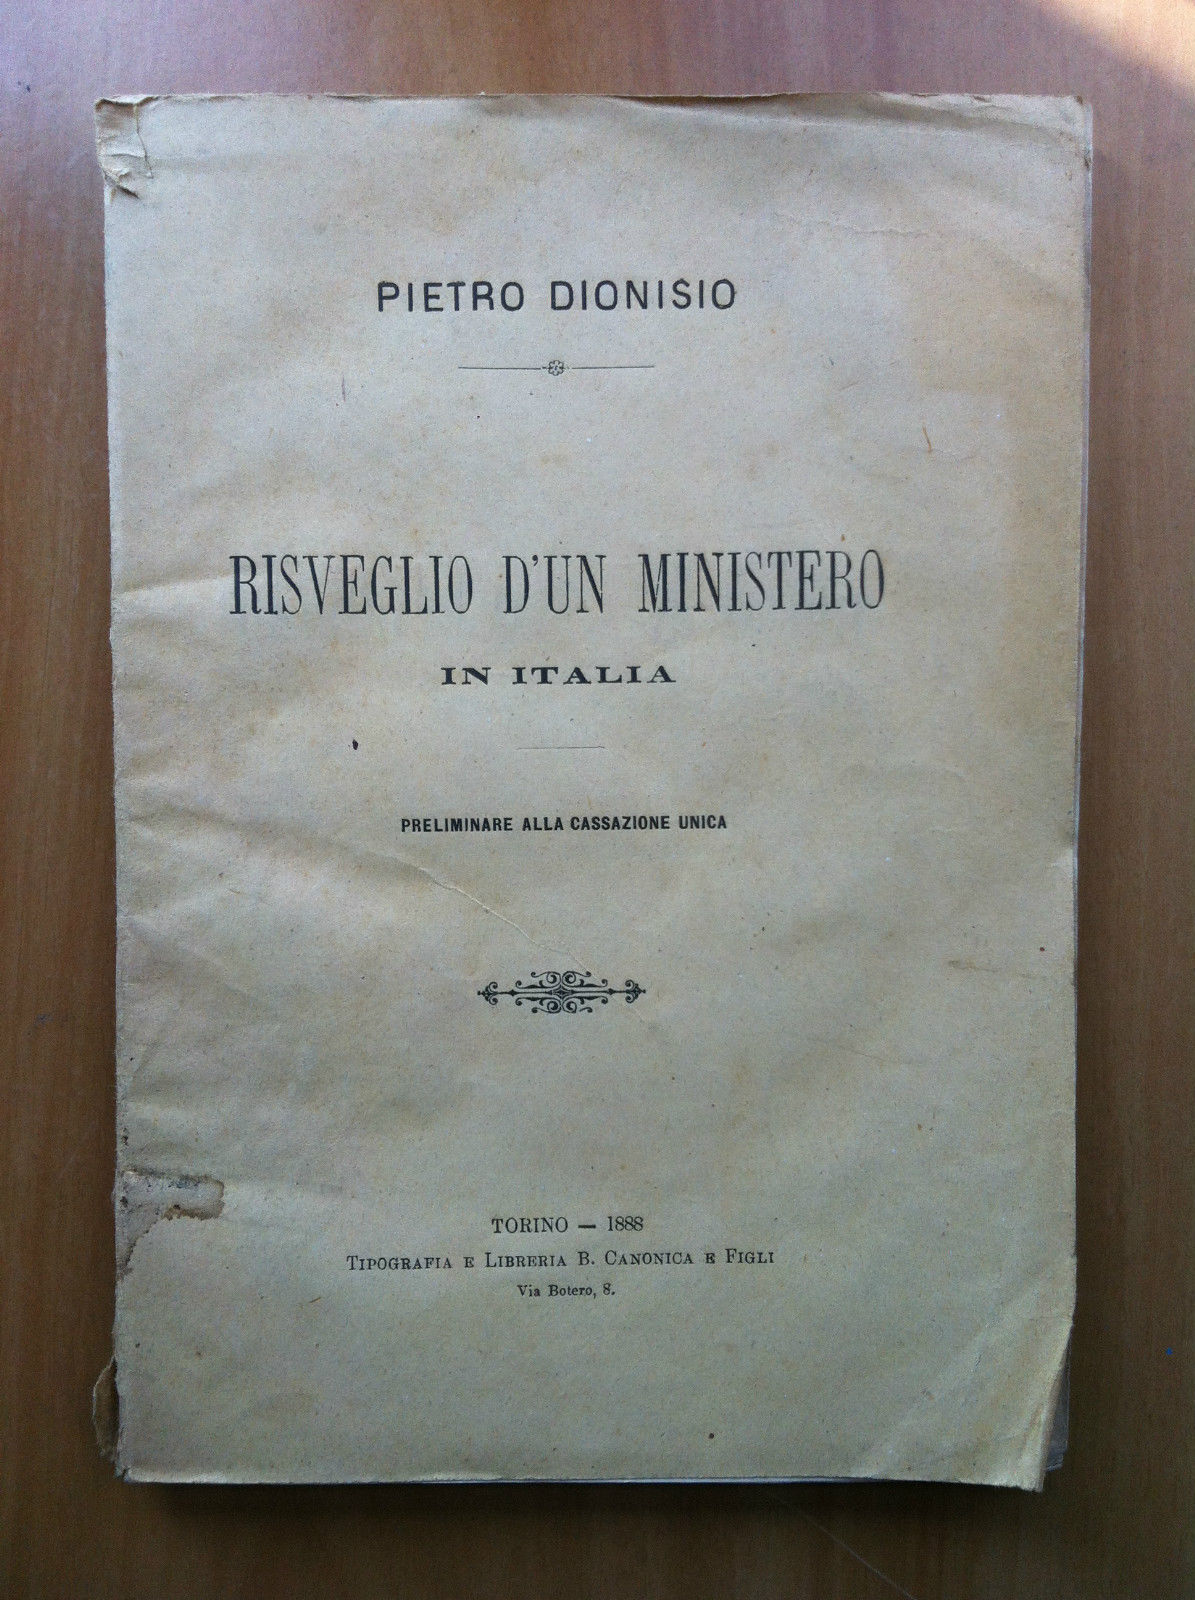 PIETRO DIONISIO
RISVEGLIO D'UN MINISTERO
IN ITALIA
PRELIMINARE ALLA CASSAZIONE UNICA
TORINO — 1888
TIPOGRAFIA E LIBRERIA B. CANONICA E FIGLI
Via Botero, 8.